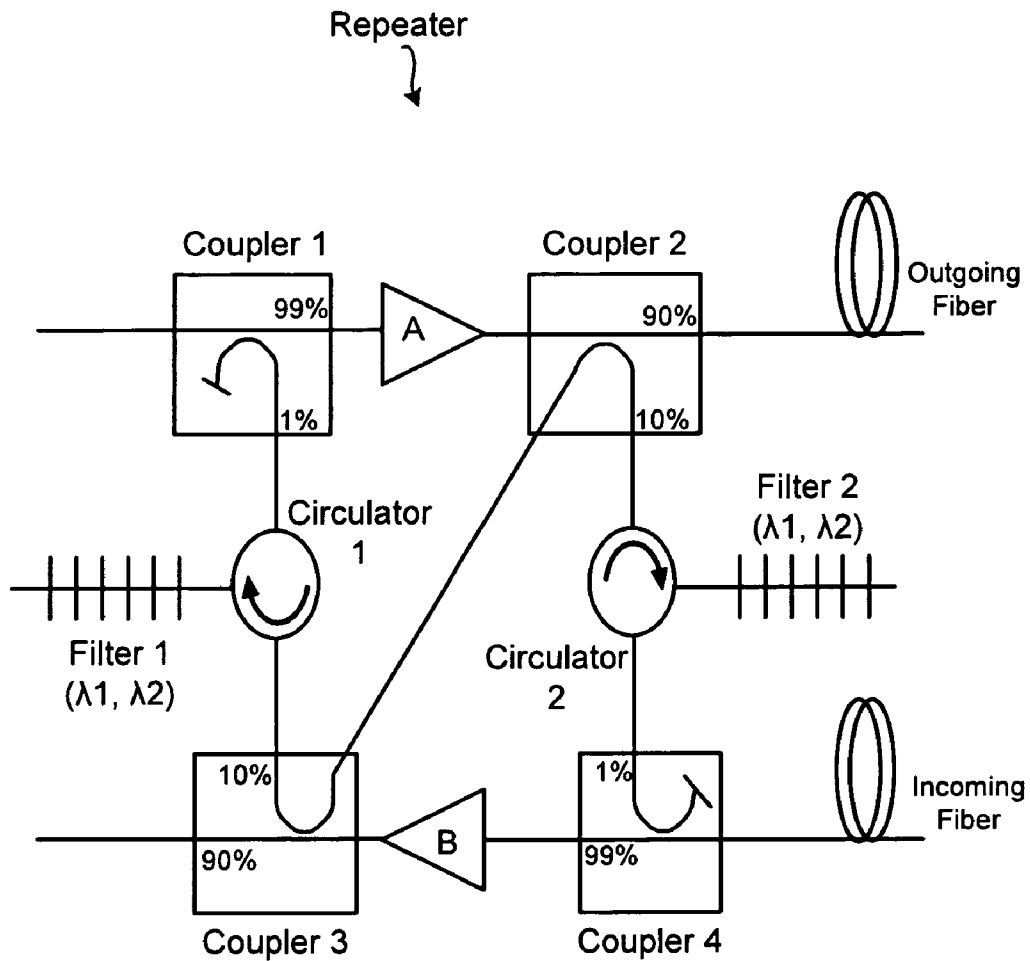 Repeater
Coupler 1
Coupler 2
99%
A
90%
Outgoing
Fiber
1%
10%
Circulator
1
Filter 2
(λ1, λ2)
Filter 1
(λ1, λ2)
Circulator
2
10%
1%
Incoming
Fiber
90%
B
99%
Coupler 3
Coupler 4